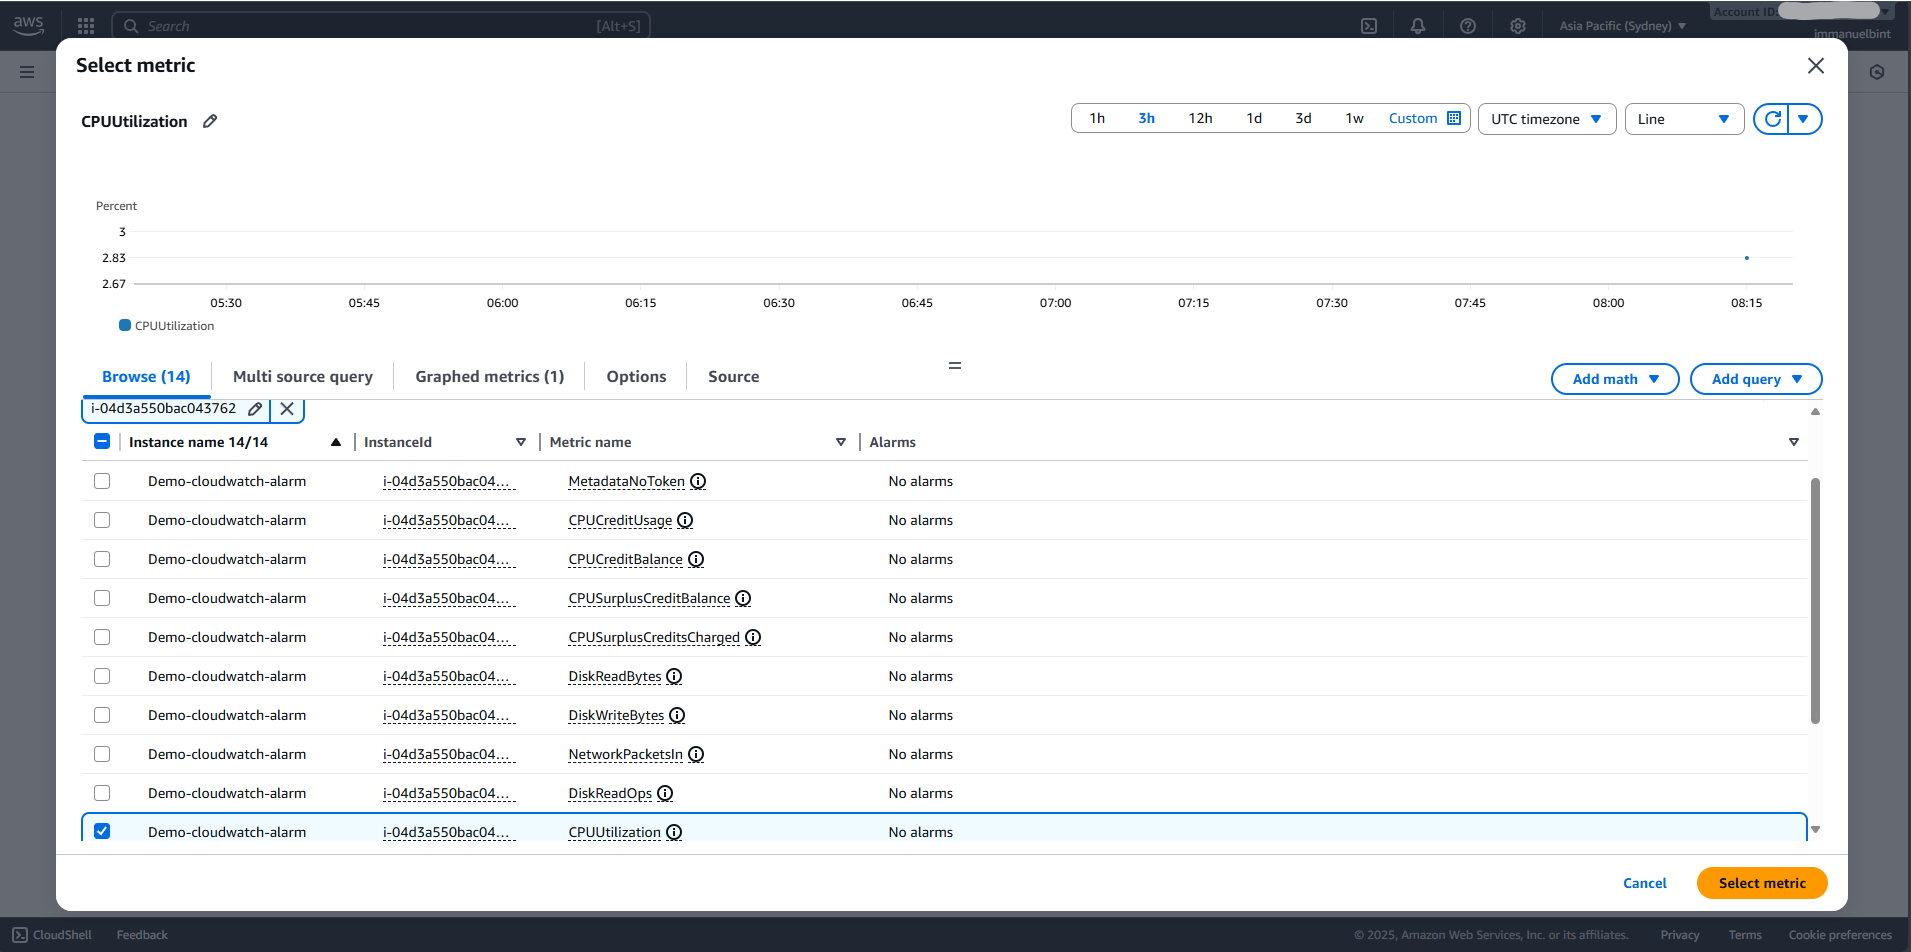 aws
Search [Alt+S]
Asia Pacific (Sydney)
Account ID:
immanuelbint
Select metric
CPUUtilization
1h 3h 12h 1d 3d 1w Custom
UTC timezone
Line
Percent
3
2.83
2.67
05:30 05:45 06:00 06:15 06:30 06:45 07:00 07:15 07:30 07:45 08:00 08:15
CPUUtilization
Browse (14) Multi source query Graphed metrics (1) Options Source
Add math Add query
i-04d3a550bac043762
Instance name 14/14 InstanceId Metric name Alarms
Demo-cloudwatch-alarm i-04d3a550bac04... MetadataNoToken No alarms
Demo-cloudwatch-alarm i-04d3a550bac04... CPUCreditUsage No alarms
Demo-cloudwatch-alarm i-04d3a550bac04... CPUCreditBalance No alarms
Demo-cloudwatch-alarm i-04d3a550bac04... CPUSurplusCreditBalance No alarms
Demo-cloudwatch-alarm i-04d3a550bac04... CPUSurplusCreditsCharged No alarms
Demo-cloudwatch-alarm i-04d3a550bac04... DiskReadBytes No alarms
Demo-cloudwatch-alarm i-04d3a550bac04... DiskWriteBytes No alarms
Demo-cloudwatch-alarm i-04d3a550bac04... NetworkPacketsIn No alarms
Demo-cloudwatch-alarm i-04d3a550bac04... DiskReadOps No alarms
Demo-cloudwatch-alarm i-04d3a550bac04... CPUUtilization No alarms
Cancel Select metric
CloudShell Feedback © 2025, Amazon Web Services, Inc. or its affiliates. Privacy Terms Cookie preferences